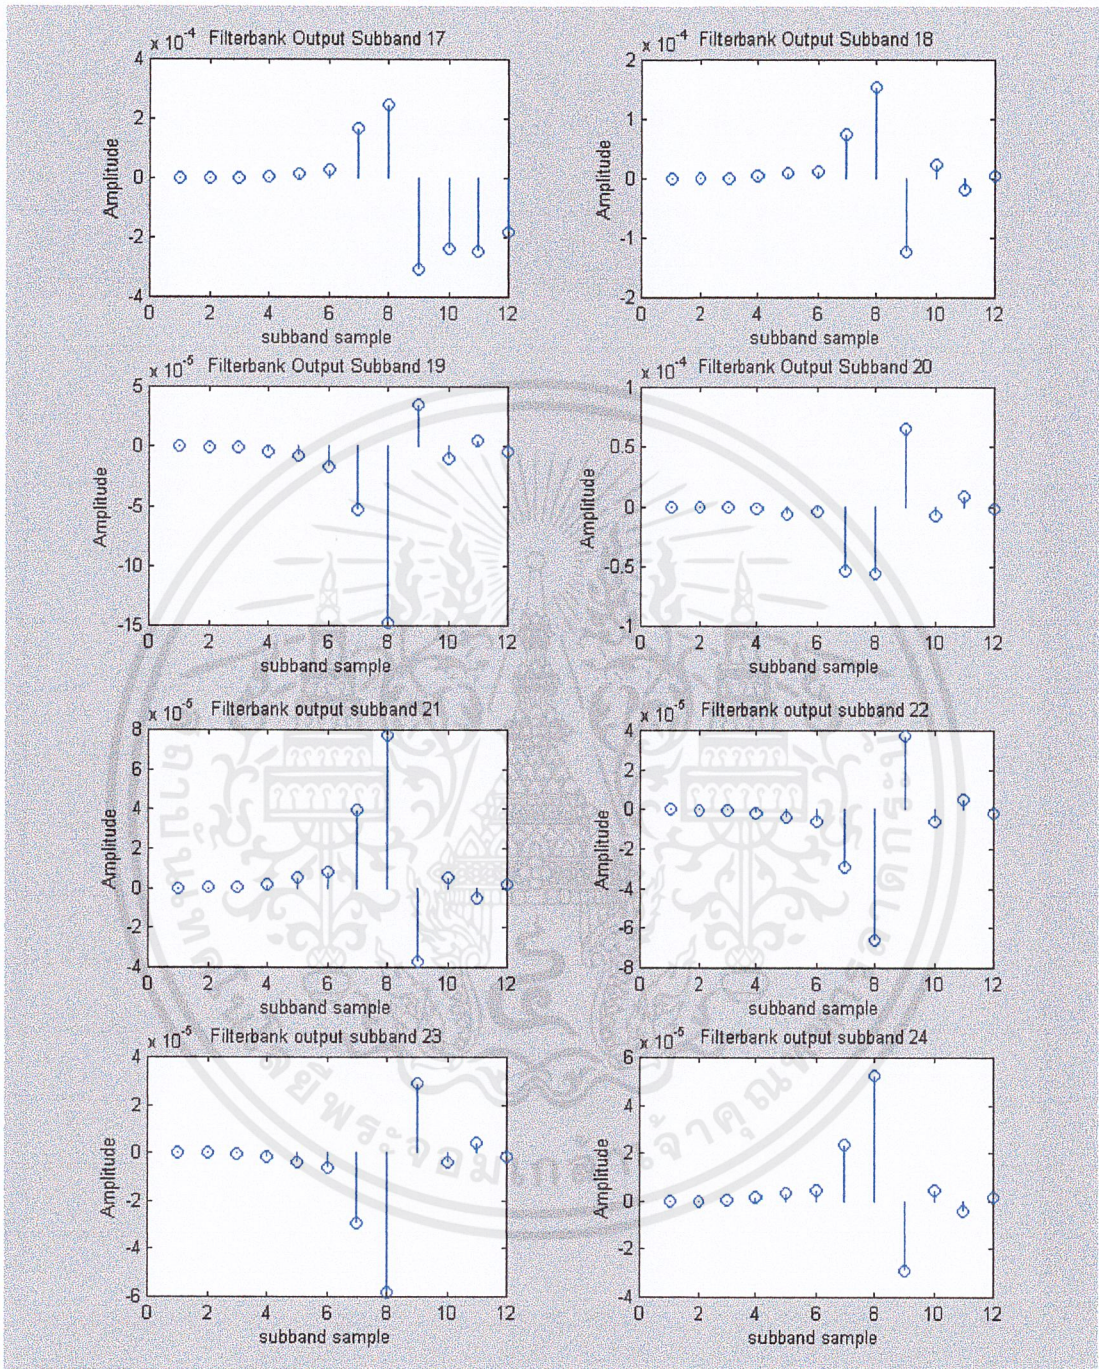 x 10^-4 Filterbank Output Subband 17
4
2
0
-2
-4
Amplitude
0 2 4 6 8 10 12
subband sample
x 10^-4 Filterbank Output Subband 18
2
1
0
-1
-2
Amplitude
0 2 4 6 8 10 12
subband sample
x 10^-5 Filterbank Output Subband 19
5
0
-5
-10
-15
Amplitude
0 2 4 6 8 10 12
subband sample
x 10^-4 Filterbank Output Subband 20
1
0.5
0
-0.5
-1
Amplitude
0 2 4 6 8 10 12
subband sample
x 10^-5 Filterbank output subband 21
8
6
4
2
0
-2
-4
Amplitude
0 2 4 6 8 10 12
subband sample
x 10^-5 Filterbank output subband 22
4
2
0
-2
-4
-6
-8
Amplitude
0 2 4 6 8 10 12
subband sample
x 10^-5 Filterbank output subband 23
4
2
0
-2
-4
-6
Amplitude
0 2 4 6 8 10 12
subband sample
x 10^-5 Filterbank output subband 24
6
4
2
0
-2
-4
Amplitude
0 2 4 6 8 10 12
subband sample